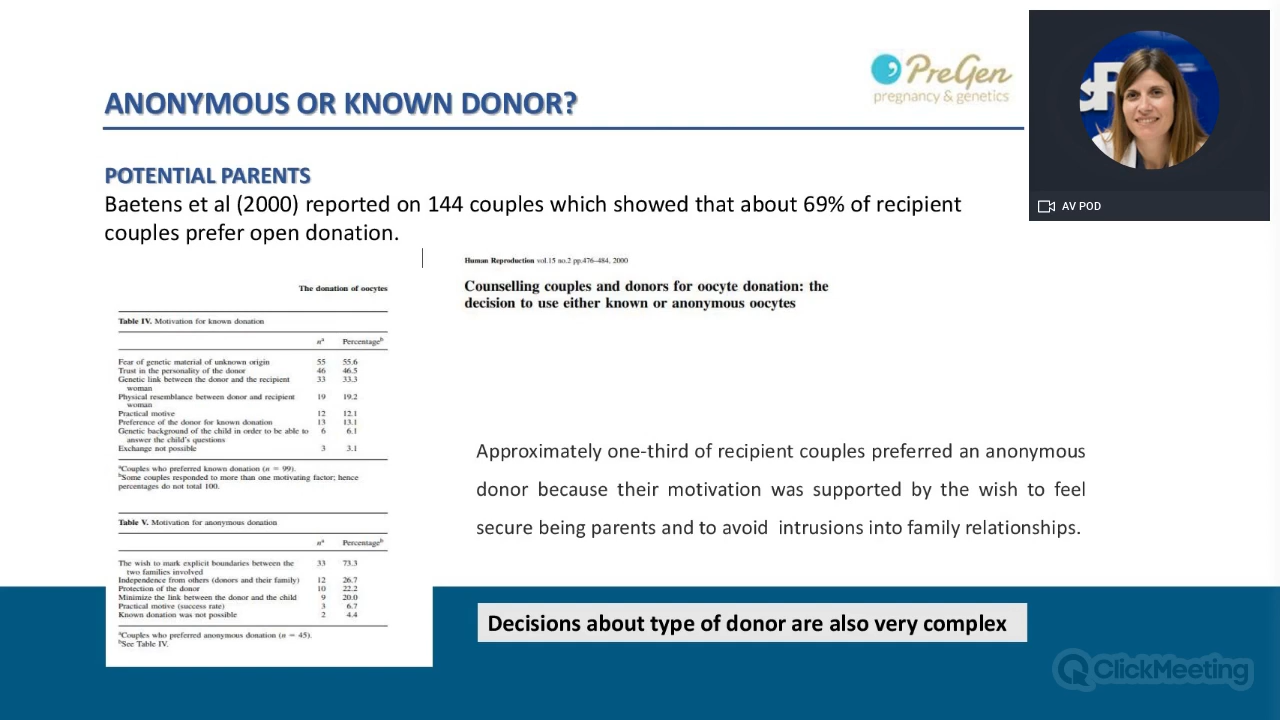 PreGen
pregnancy & genetics
ANONYMOUS OR KNOWN DONOR?
AV POD
POTENTIAL PARENTS
Baetens et al (2000) reported on 144 couples which showed that about 69% of recipient
couples prefer open donation.
The donation of oocytes
Table IV. Motivation for known donation
nᵃ Percentageᵇ
Fear of genetic material of unknown origin 55 55.6
Trust in the personality of the donor 46 46.5
Genetic link between the donor and the recipient 33 33.3
woman
Physical resemblance between donor and recipient 19 19.2
woman
Practical motive 12 12.1
Preference of the donor for known donation 13 13.1
Genetic background of the child in order to be able to 6 6.1
answer the child's questions
Exchange not possible 3 3.1
ᵃCouples who preferred known donation (n = 99).
ᵇSome couples responded to more than one motivating factor; hence
percentages do not total 100.
Table V. Motivation for anonymous donation
nᵃ Percentageᵇ
The wish to mark explicit boundaries between the 33 73.3
two families involved
Independence from others (donors and their family) 12 26.7
Protection of the donor 10 22.2
Minimize the link between the donor and the child 9 20.0
Practical motive (success rate) 3 6.7
Known donation was not possible 2 4.4
ᵃCouples who preferred anonymous donation (n = 45).
ᵇSee Table IV.
Human Reproduction vol.15 no.2 pp.476–484, 2000
Counselling couples and donors for oocyte donation: the
decision to use either known or anonymous oocytes
Approximately one-third of recipient couples preferred an anonymous
donor because their motivation was supported by the wish to feel
secure being parents and to avoid intrusions into family relationships.
Decisions about type of donor are also very complex
ClickMeeting